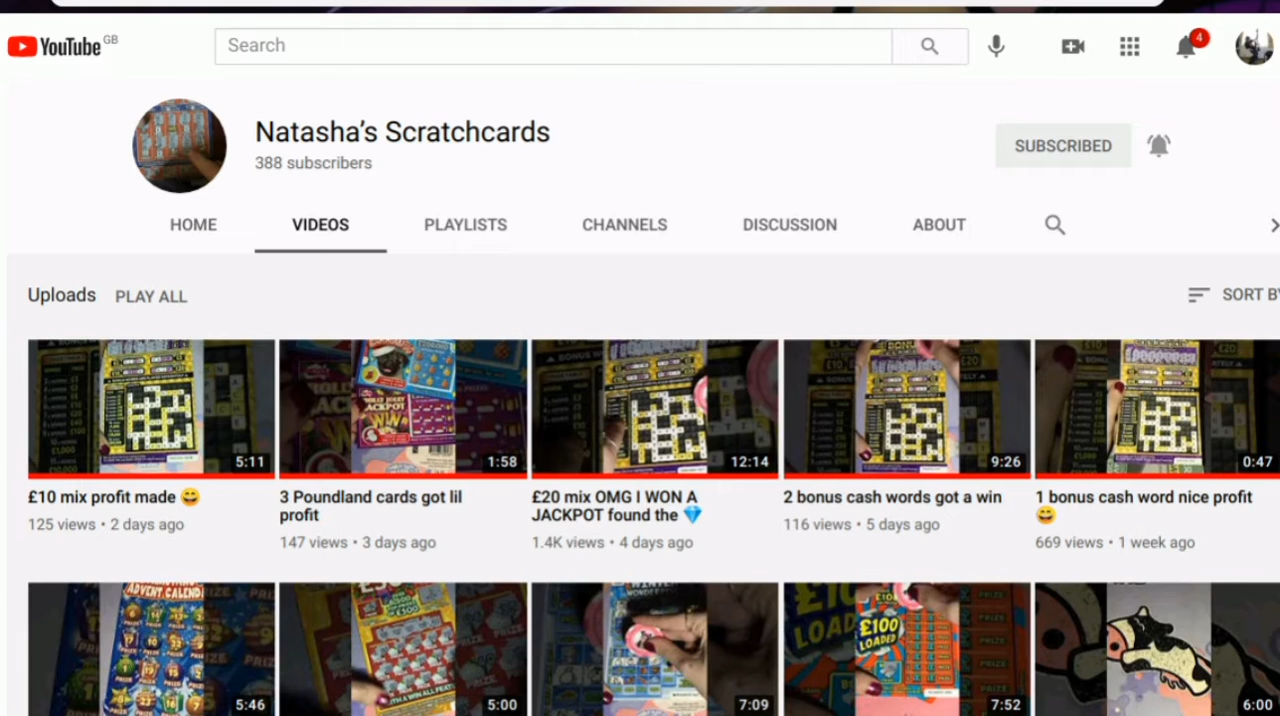 YouTube GB
Search
4
Natasha's Scratchcards
388 subscribers
SUBSCRIBED
HOME VIDEOS PLAYLISTS CHANNELS DISCUSSION ABOUT
Uploads PLAY ALL
SORT BY
5:11 1:58 12:14 9:26 0:47
£10 mix profit made 😄
125 views • 2 days ago
3 Poundland cards got lil
profit
147 views • 3 days ago
£20 mix OMG I WON A
JACKPOT found the 💎
1.4K views • 4 days ago
2 bonus cash words got a win
116 views • 5 days ago
1 bonus cash word nice profit
😄
669 views • 1 week ago
£100
LOADED
5:46 5:00 7:09 7:52 6:00